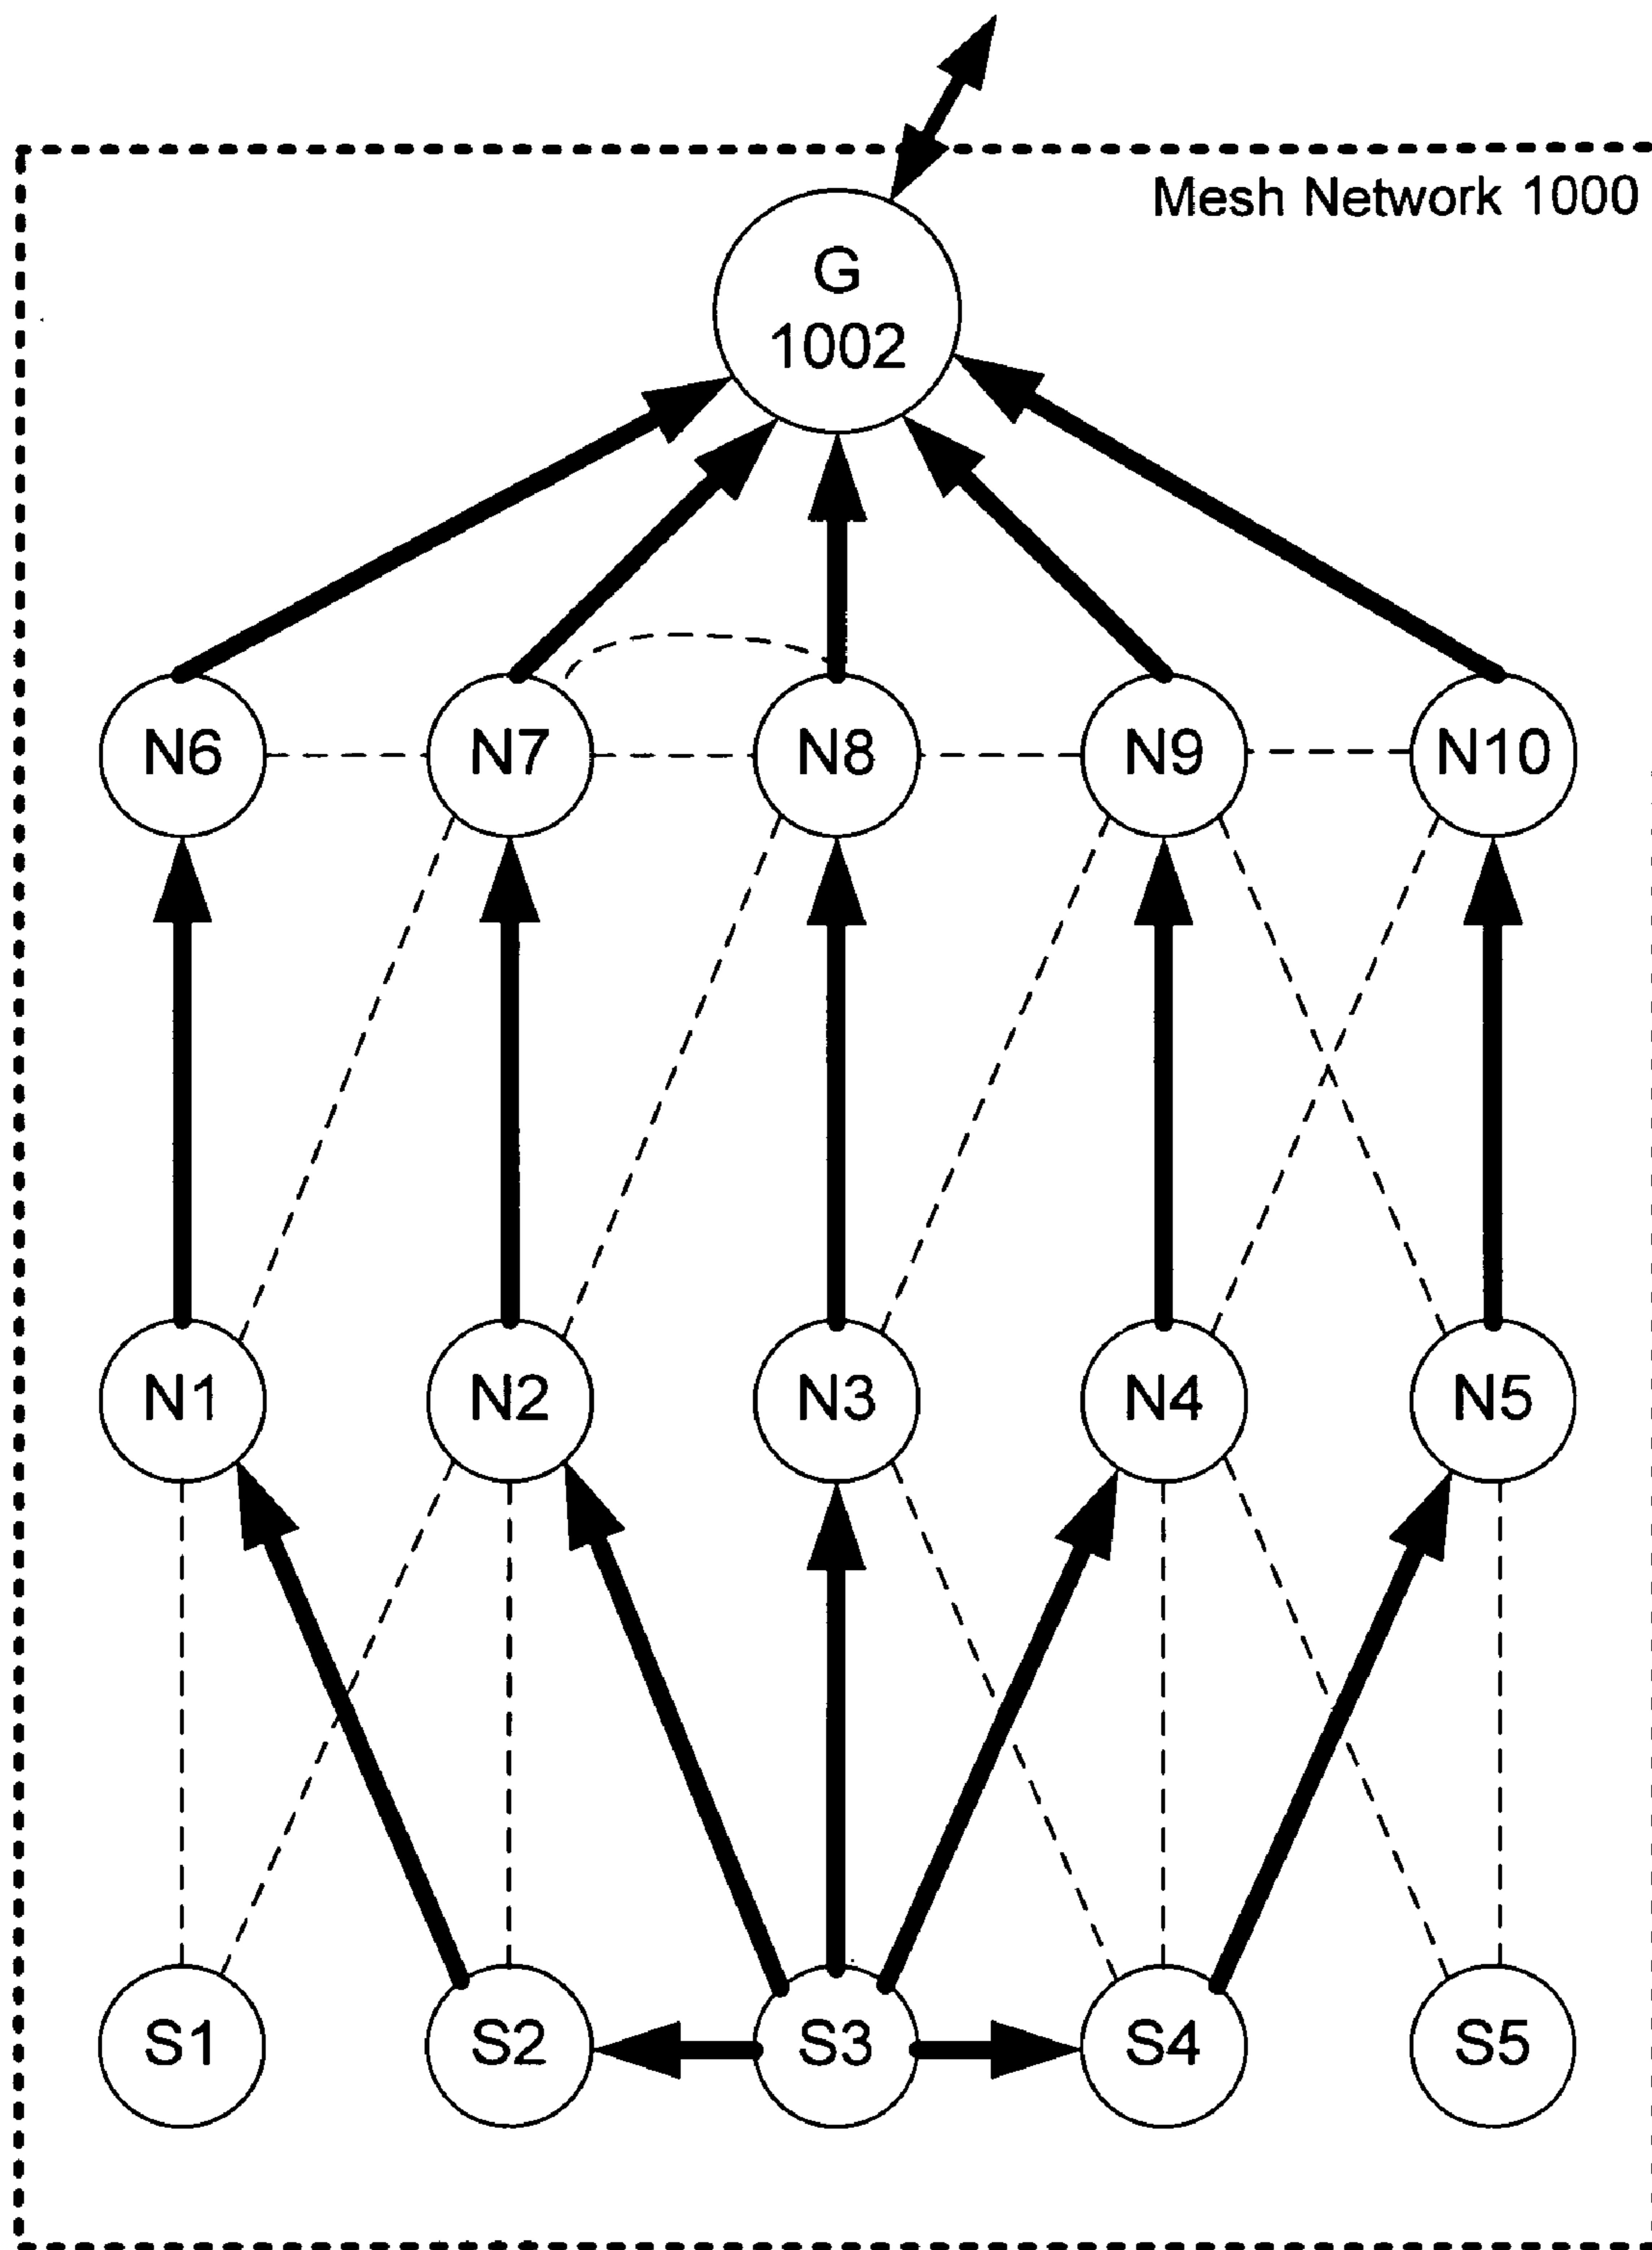 Mesh Network 1000
G
1002
N6 N7 N8 N9 N10
N1 N2 N3 N4 N5
S1 S2 S3 S4 S5